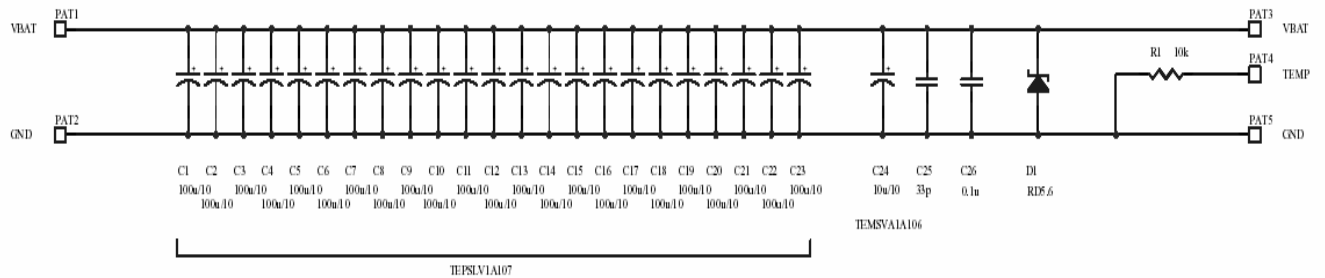 PAT1
VBAT
PAT2
GND
PAT3
VBAT
R1 10k
PAT4
TEMP
PAT5
GND
+ + + + + + + + + + + + + + + + + + + + + + + +
C1 C2 C3 C4 C5 C6 C7 C8 C9 C10 C11 C12 C13 C14 C15 C16 C17 C18 C19 C20 C21 C22 C23 C24 C25 C26 D1
100u/10 100u/10 100u/10 100u/10 100u/10 100u/10 100u/10 100u/10 100u/10 100u/10 100u/10 100u/10 10u/10 33p 0.1u RD5.6
100u/10 100u/10 100u/10 100u/10 100u/10 100u/10 100u/10 100u/10 100u/10 100u/10 100u/10
TEMSVA1A106
TEPSLV1A107